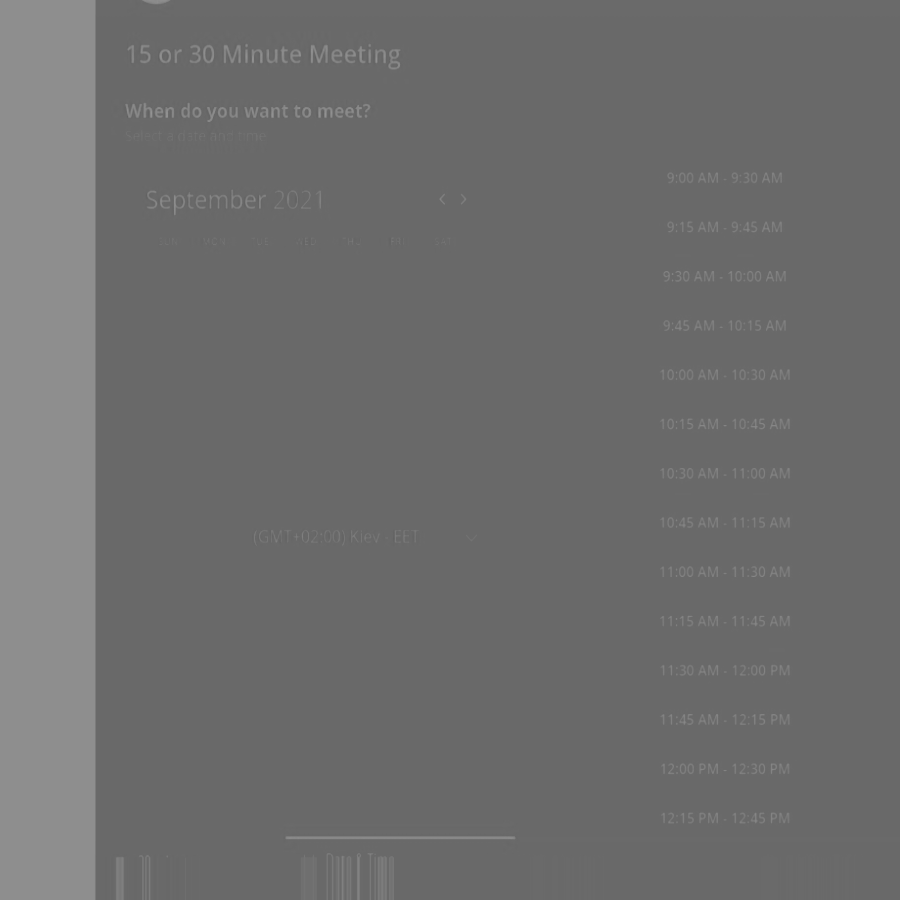 15 or 30 Minute Meeting
When do you want to meet?
Select a date and time
September 2021
SUN MON TUE WED THU FRI SAT
(GMT+02:00) Kiev - EET
9:00 AM - 9:30 AM
9:15 AM - 9:45 AM
9:30 AM - 10:00 AM
9:45 AM - 10:15 AM
10:00 AM - 10:30 AM
10:15 AM - 10:45 AM
10:30 AM - 11:00 AM
10:45 AM - 11:15 AM
11:00 AM - 11:30 AM
11:15 AM - 11:45 AM
11:30 AM - 12:00 PM
11:45 AM - 12:15 PM
12:00 PM - 12:30 PM
12:15 PM - 12:45 PM